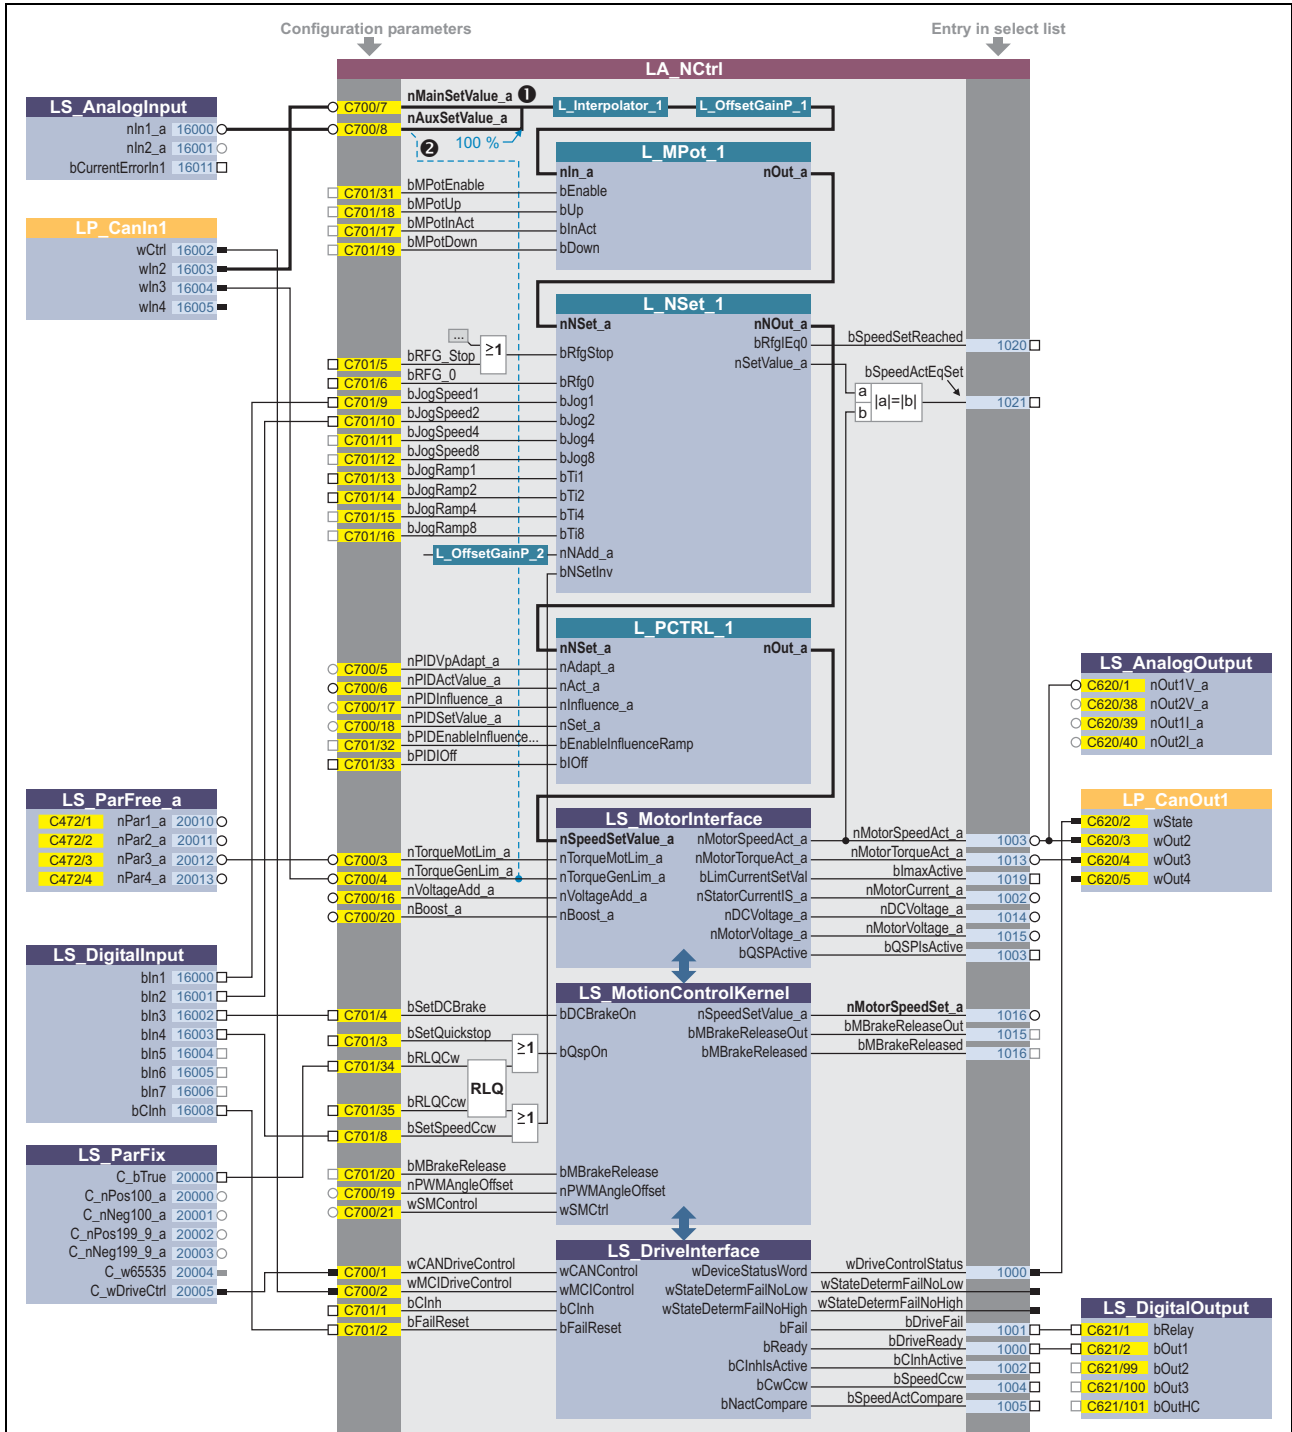 Configuration parameters
Entry in select list
LA_NCtrl
LS_AnalogInput
nIn1_a 16000
nIn2_a 16001
bCurrentErrorIn1 16011
LP_CanIn1
wCtrl 16002
wIn2 16003
wIn3 16004
wIn4 16005
C700/7 nMainSetValue_a ❶
C700/8 nAuxSetValue_a
❷ 100 %
L_Interpolator_1
L_OffsetGainP_1
L_MPot_1
nIn_a nOut_a
C701/31 bMPotEnable bEnable
C701/18 bMPotUp bUp
C701/17 bMPotInAct bInAct
C701/19 bMPotDown bDown
L_NSet_1
nNSet_a nNOut_a
...
≥1
bRfgIEq0 bSpeedSetReached 1020
C701/5 bRFG_Stop bRfgStop
nSetValue_a
bSpeedActEqSet
a
b
|a|=|b|
1021
C701/6 bRFG_0 bRfg0
C701/9 bJogSpeed1 bJog1
C701/10 bJogSpeed2 bJog2
C701/11 bJogSpeed4 bJog4
C701/12 bJogSpeed8 bJog8
C701/13 bJogRamp1 bTi1
C701/14 bJogRamp2 bTi2
C701/15 bJogRamp4 bTi4
C701/16 bJogRamp8 bTi8
L_OffsetGainP_2 nNAdd_a
bNSetInv
L_PCTRL_1
nNSet_a nOut_a
C700/5 nPIDVpAdapt_a nAdapt_a
C700/6 nPIDActValue_a nAct_a
C700/17 nPIDInfluence_a nInfluence_a
C700/18 nPIDSetValue_a nSet_a
C701/32 bPIDEnableInfluence... bEnableInfluenceRamp
C701/33 bPIDIOff bIOff
LS_AnalogOutput
C620/1 nOut1V_a
C620/38 nOut2V_a
C620/39 nOut1I_a
C620/40 nOut2I_a
LS_ParFree_a
C472/1 nPar1_a 20010
C472/2 nPar2_a 20011
C472/3 nPar3_a 20012
C472/4 nPar4_a 20013
LS_MotorInterface
nSpeedSetValue_a nMotorSpeedAct_a nMotorSpeedAct_a 1003
C700/3 nTorqueMotLim_a nTorqueMotLim_a nMotorTorqueAct_a nMotorTorqueAct_a 1013
C700/4 nTorqueGenLim_a nTorqueGenLim_a bLimCurrentSetVal bImaxActive 1019
C700/16 nVoltageAdd_a nVoltageAdd_a nStatorCurrentIS_a nMotorCurrent_a 1002
C700/20 nBoost_a nBoost_a nDCVoltage_a nDCVoltage_a 1014
nMotorVoltage_a nMotorVoltage_a 1015
bQSPActive bQSPIsActive 1003
LP_CanOut1
C620/2 wState
C620/3 wOut2
C620/4 wOut3
C620/5 wOut4
LS_DigitalInput
bIn1 16000
bIn2 16001
bIn3 16002
bIn4 16003
bIn5 16004
bIn6 16005
bIn7 16006
bCInh 16008
LS_MotionControlKernel
C701/4 bSetDCBrake bDCBrakeOn nSpeedSetValue_a nMotorSpeedSet_a 1016
bMBrakeReleaseOut bMBrakeReleaseOut 1015
C701/3 bSetQuickstop ≥1 bQspOn bMBrakeReleased bMBrakeReleased 1016
C701/34 bRLQCw
RLQ
C701/35 bRLQCcw
≥1
C701/8 bSetSpeedCcw
C701/20 bMBrakeRelease bMBrakeRelease
C700/19 nPWMAngleOffset nPWMAngleOffset
C700/21 wSMControl wSMCtrl
LS_ParFix
C_bTrue 20000
C_nPos100_a 20000
C_nNeg100_a 20001
C_nPos199_9_a 20002
C_nNeg199_9_a 20003
C_w65535 20004
C_wDriveCtrl 20005
LS_DriveInterface
C700/1 wCANDriveControl wCANControl wDeviceStatusWord wDriveControlStatus 1000
C700/2 wMCIDriveControl wMCIControl wStateDetermFailNoLow wStateDetermFailNoLow
C701/1 bCInh bCInh wStateDetermFailNoHigh wStateDetermFailNoHigh
C701/2 bFailReset bFailReset bFail bDriveFail 1001
bReady bDriveReady 1000
bCInhIsActive bCInhActive 1002
bCwCcw bSpeedCcw 1004
bNactCompare bSpeedActCompare 1005
LS_DigitalOutput
C621/1 bRelay
C621/2 bOut1
C621/99 bOut2
C621/100 bOut3
C621/101 bOutHC